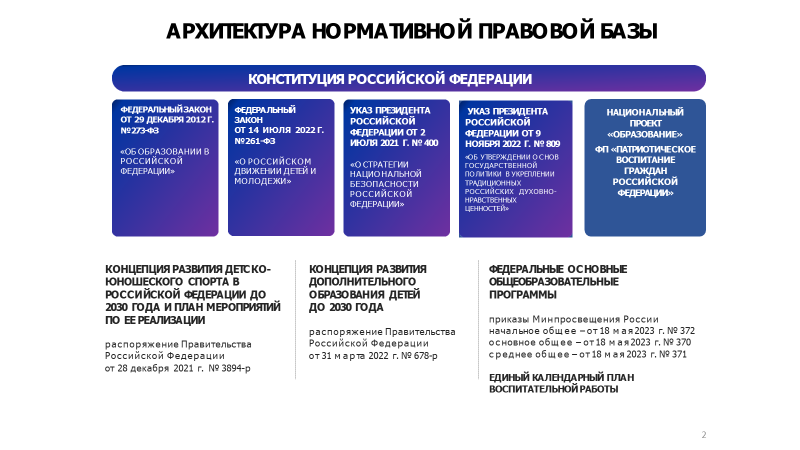 АРХИТЕКТУРА НОРМАТИВНОЙ ПРАВОВОЙ БАЗЫ
КОНСТИТУЦИЯ РОССИЙСКОЙ ФЕДЕРАЦИИ
ФЕДЕРАЛЬНЫЙ ЗАКОН
ОТ 29 ДЕКАБРЯ 2012 Г.
№ 273-ФЗ
«ОБ ОБРАЗОВАНИИ В
РОССИЙСКОЙ
ФЕДЕРАЦИИ»
ФЕДЕРАЛЬНЫЙ
ЗАКОН
ОТ 14 ИЮЛЯ 2022 Г.
№ 261-ФЗ
«О РОССИЙСКОМ
ДВИЖЕНИИ ДЕТЕЙ И
МОЛОДЕЖИ»
УКАЗ ПРЕЗИДЕНТА
РОССИЙСКОЙ
ФЕДЕРАЦИИ ОТ 2
ИЮЛЯ 2021 Г. № 400
«О СТРАТЕГИИ
НАЦИОНАЛЬНОЙ
БЕЗОПАСНОСТИ
РОССИЙСКОЙ
ФЕДЕРАЦИИ»
УКАЗ ПРЕЗИДЕНТА
РОССИЙСКОЙ
ФЕДЕРАЦИИ ОТ 9
НОЯБРЯ 2022 Г. № 809
«ОБ УТВЕРЖДЕНИИ ОСНОВ
ГОСУДАРСТВЕННОЙ
ПОЛИТИКИ В УКРЕПЛЕНИИ
ТРАДИЦИОННЫХ
РОССИЙСКИХ ДУХОВНО-
НРАВСТВЕННЫХ
ЦЕННОСТЕЙ»
НАЦИОНАЛЬНЫЙ
ПРОЕКТ
«ОБРАЗОВАНИЕ»
ФП «ПАТРИОТИЧЕСКОЕ
ВОСПИТАНИЕ
ГРАЖДАН
РОССИЙСКОЙ
ФЕДЕРАЦИИ»
КОНЦЕПЦИЯ РАЗВИТИЯ ДЕТСКО-
ЮНОШЕСКОГО СПОРТА В
РОССИЙСКОЙ ФЕДЕРАЦИИ ДО
2030 ГОДА И ПЛАН МЕРОПРИЯТИЙ
ПО ЕЕ РЕАЛИЗАЦИИ
распоряжение Правительства
Российской Федерации
от 28 декабря 2021 г. № 3894-р
КОНЦЕПЦИЯ РАЗВИТИЯ
ДОПОЛНИТЕЛЬНОГО
ОБРАЗОВАНИЯ ДЕТЕЙ
ДО 2030 ГОДА
распоряжение Правительства
Российской Федерации
от 31 марта 2022 г. № 678-р
ФЕДЕРАЛЬНЫЕ ОСНОВНЫЕ
ОБЩЕОБРАЗОВАТЕЛЬНЫЕ
ПРОГРАММЫ
приказы Минпросвещения России
начальное общее – от 18 мая 2023 г. № 372
основное общее – от 18 мая 2023 г. № 370
среднее общее – от 18 мая 2023 г. № 371
ЕДИНЫЙ КАЛЕНДАРНЫЙ ПЛАН
ВОСПИТАТЕЛЬНОЙ РАБОТЫ
2